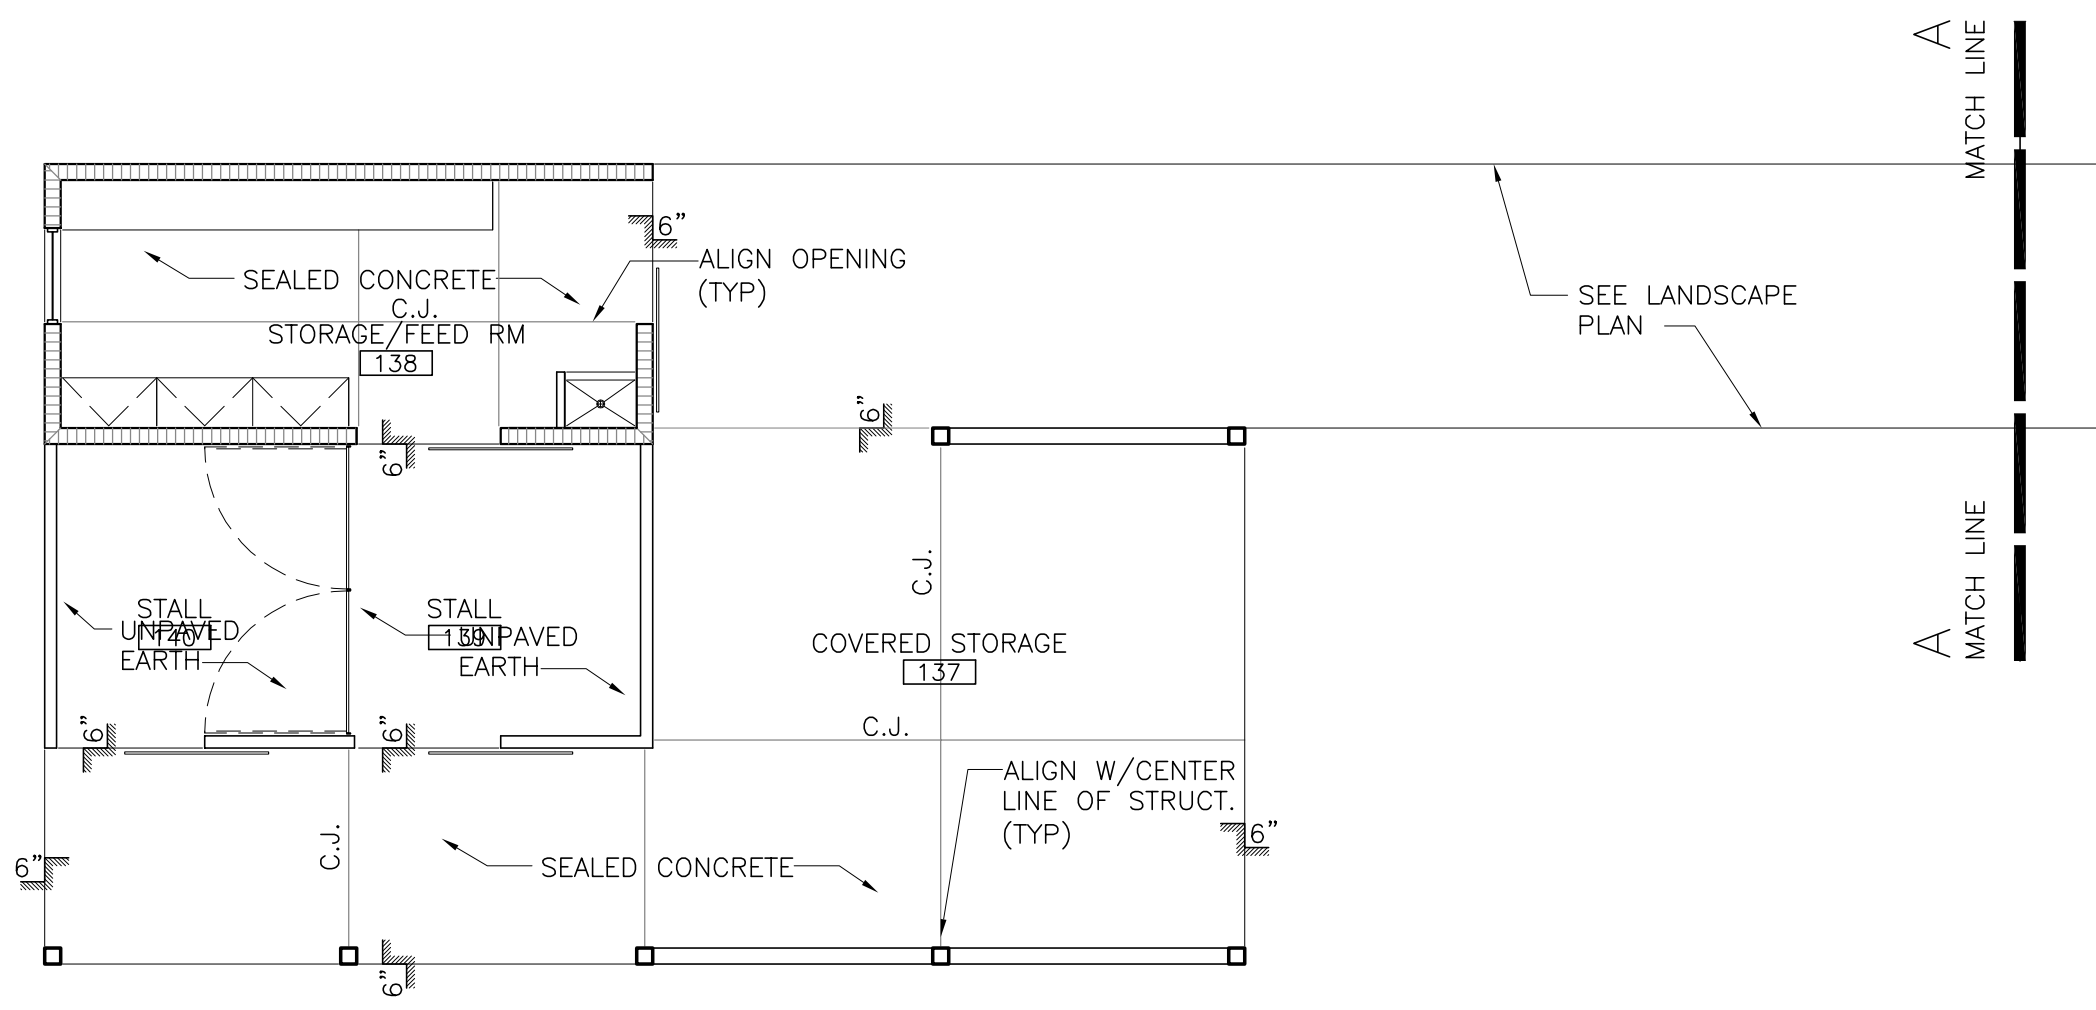 A
MATCH LINE
6"
ALIGN OPENING
(TYP)
SEALED CONCRETE
C.J.
STORAGE/FEED RM
138
SEE LANDSCAPE
PLAN
6"
6"
MATCH LINE
A
C.J.
STALL
140
UNPAVED
EARTH
STALL
139
UNPAVED
EARTH
COVERED STORAGE
137
6"
6"
C.J.
ALIGN W/CENTER
LINE OF STRUCT.
(TYP)
C.J.
6"
6"
SEALED CONCRETE
6"